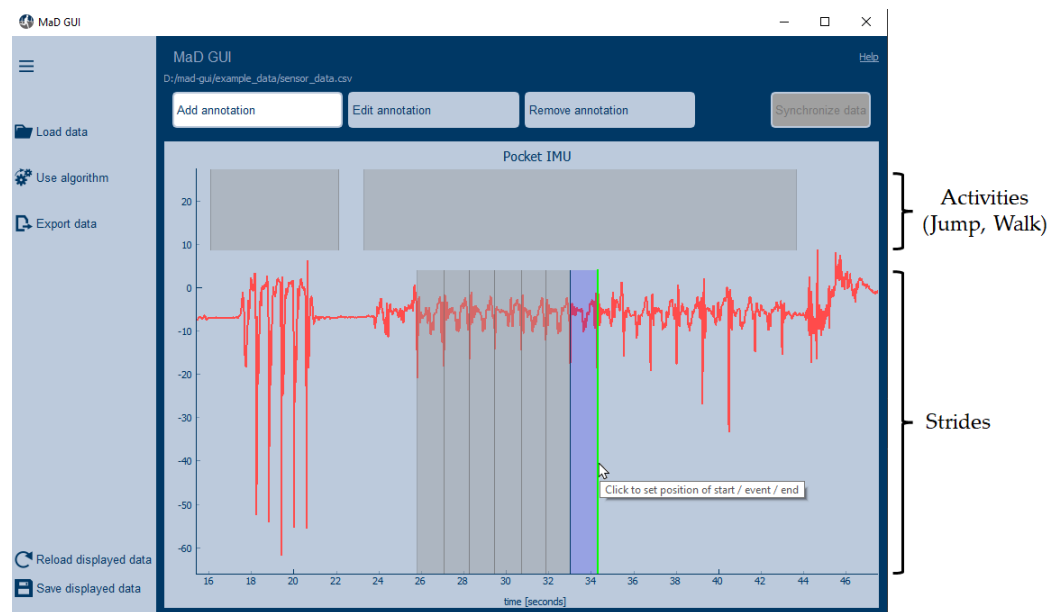 MaD GUI
MaD GUI
Help
D:/mad-gui/example_data/sensor_data.csv
Add annotation
Edit annotation
Remove annotation
Synchronize data
Load data
Use algorithm
Export data
Reload displayed data
Save displayed data
Pocket IMU
20
10
0
-10
-20
-30
-40
-50
-60
16 18 20 22 24 26 28 30 32 34 36 38 40 42 44 46
time [seconds]
Click to set position of start / event / end
Activities
(Jump, Walk)
Strides